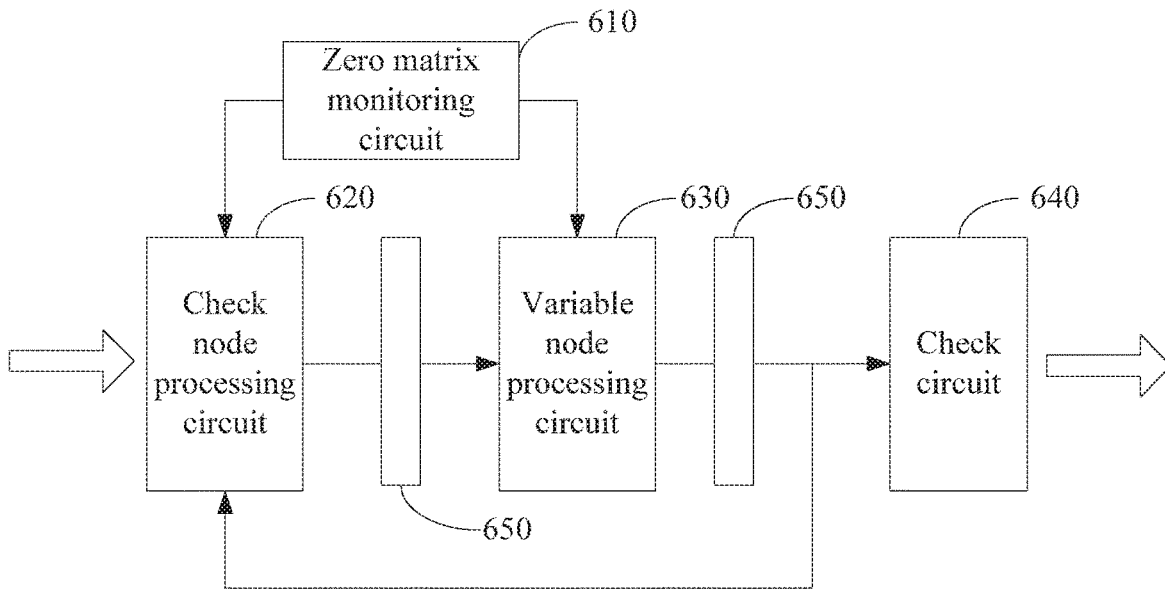 610
Zero matrix
monitoring
circuit
620
630
650
640
Check
node
processing
circuit
Variable
node
processing
circuit
Check
circuit
650